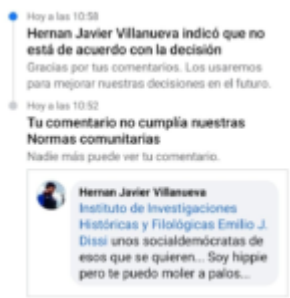 Hoy a las 10:58
Hernan Javier Villanueva indicó que no
está de acuerdo con la decisión
Gracias por tus comentarios. Los usaremos
para mejorar nuestras decisiones en el futuro.
Hoy a las 10:52
Tu comentario no cumplía nuestras
Normas comunitarias
Nadie más puede ver tu comentario.
Hernan Javier Villanueva
Instituto de Investigaciones
Históricas y Filológicas Emilio J.
Dissi unos socialdemócratas de
esos que se quieren... Soy hippie
pero te puedo moler a palos...